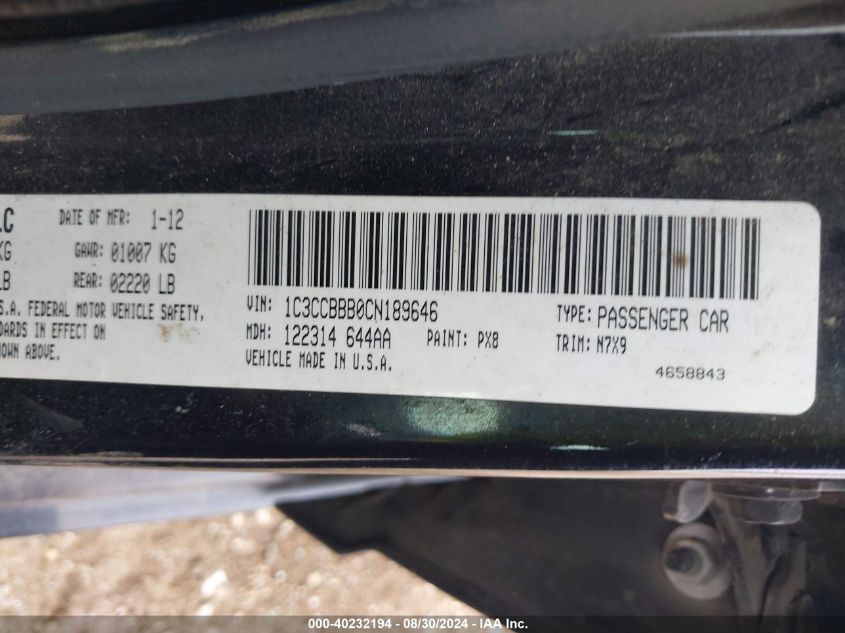 LC DATE OF MFR: 1-12
KG GAWR: 01007 KG
LB REAR: 02220 LB
S.A. FEDERAL MOTOR VEHICLE SAFETY,
DARDS IN EFFECT ON
OWN ABOVE.
VIN: 1C3CCBBB0CN189646 TYPE: PASSENGER CAR
MDH: 122314 644AA PAINT: PX8 TRIM: N7X9
VEHICLE MADE IN U.S.A. 4658843
000-40232194 - 08/30/2024 - IAA Inc.